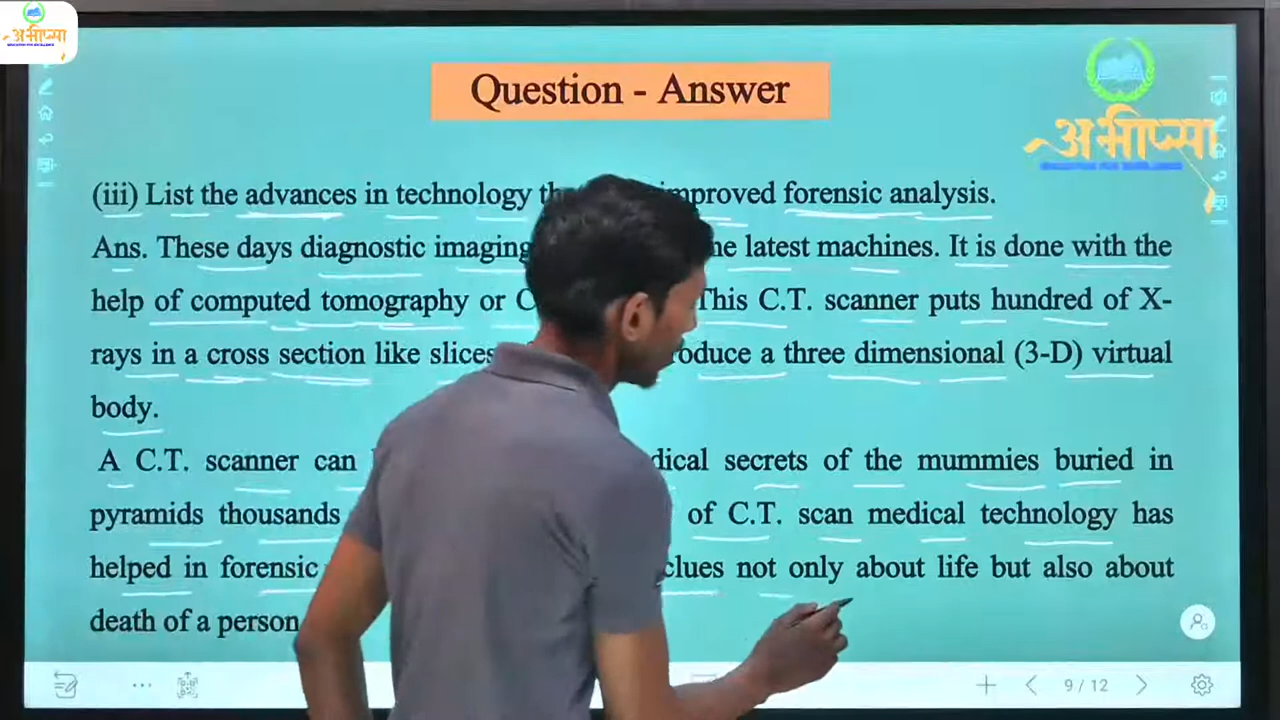 अभीप्सा
Question - Answer
अभीप्सा
EDUCATION FOR EXCELLENCE
(iii) List the advances in technology improved forensic analysis.
Ans. These days diagnostic imaging latest machines. It is done with the
help of computed tomography or This C.T. scanner puts hundred of X-
rays in a cross section like slices a three dimensional (3-D) virtual
body.
A C.T. scanner can secrets of the mummies buried in
pyramids thousands of C.T. scan medical technology has
helped in forensic clues not only about life but also about
death of a person
9 / 12